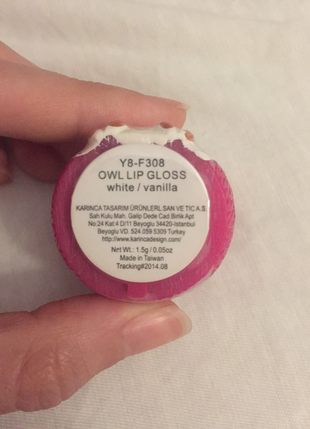 Y8-F308
OWL LIP GLOSS
white / vanilla
KARINCA TASARIM ÜRÜNLERİ, SAN VE TİC A.S.
Sah Kulu Mah. Galip Dede Cad.Birlik Apt
No:24 Kat:4 D/11 Beyoglu 34420-Istanbul
Beyoglu VD. 524 059 5309 Turkey
http://www.karincadesign.com/
Net Wt.: 1.5g / 0.05oz
Made in Taiwan
Tracking#2014.08